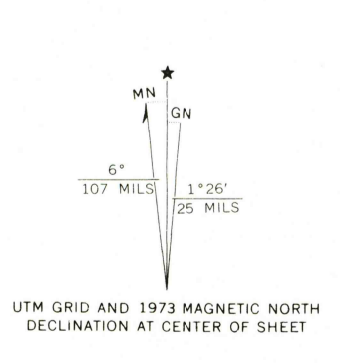 MN
GN
6°
107 MILS
1°26′
25 MILS
UTM GRID AND 1973 MAGNETIC NORTH
DECLINATION AT CENTER OF SHEET